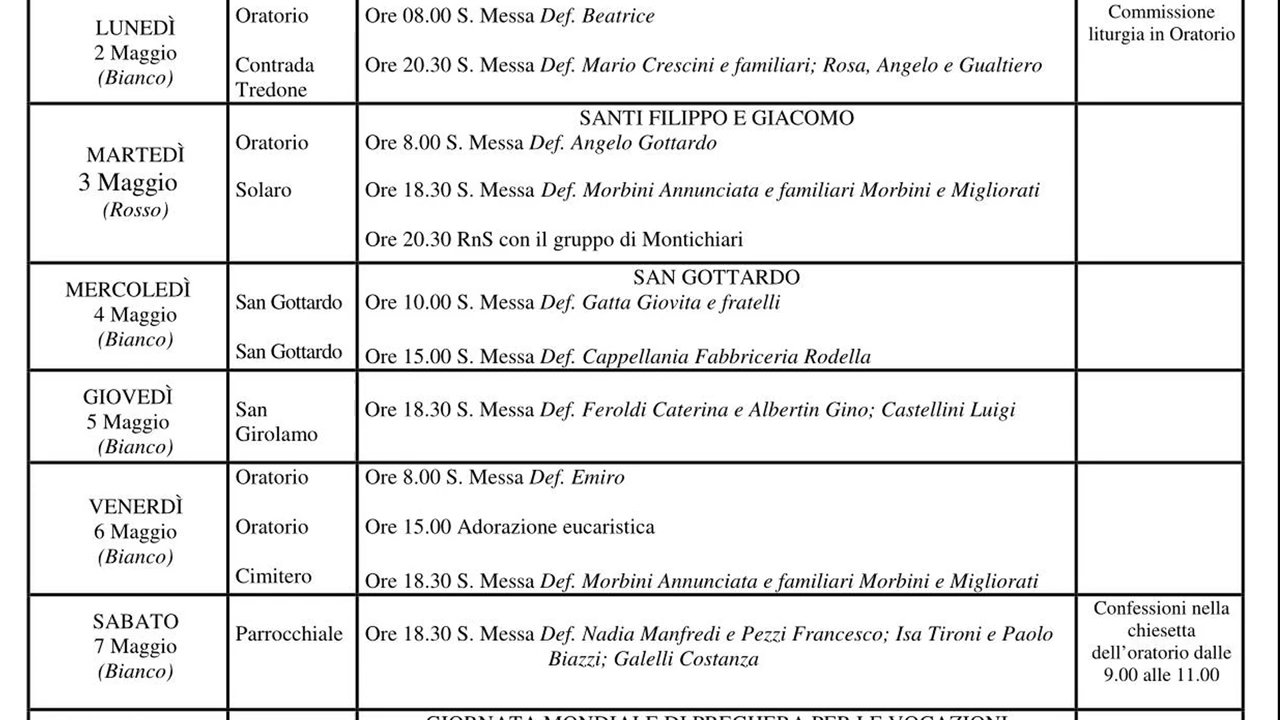 LUNEDÌ
2 Maggio
(Bianco)
Oratorio
Ore 08.00 S. Messa Def. Beatrice
Contrada
Tredone
Ore 20.30 S. Messa Def. Mario Crescini e familiari; Rosa, Angelo e Gualtiero
Commissione
liturgia in Oratorio
MARTEDÌ
3 Maggio
(Rosso)
SANTI FILIPPO E GIACOMO
Oratorio
Ore 8.00 S. Messa Def. Angelo Gottardo
Solaro
Ore 18.30 S. Messa Def. Morbini Annunciata e familiari Morbini e Migliorati
Ore 20.30 RnS con il gruppo di Montichiari
MERCOLEDÌ
4 Maggio
(Bianco)
SAN GOTTARDO
San Gottardo
Ore 10.00 S. Messa Def. Gatta Giovita e fratelli
San Gottardo
Ore 15.00 S. Messa Def. Cappellania Fabbriceria Rodella
GIOVEDÌ
5 Maggio
(Bianco)
San
Girolamo
Ore 18.30 S. Messa Def. Feroldi Caterina e Albertin Gino; Castellini Luigi
VENERDÌ
6 Maggio
(Bianco)
Oratorio
Ore 8.00 S. Messa Def. Emiro
Oratorio
Ore 15.00 Adorazione eucaristica
Cimitero
Ore 18.30 S. Messa Def. Morbini Annunciata e familiari Morbini e Migliorati
SABATO
7 Maggio
(Bianco)
Parrocchiale
Ore 18.30 S. Messa Def. Nadia Manfredi e Pezzi Francesco; Isa Tironi e Paolo
Biazzi; Galelli Costanza
Confessioni nella
chiesetta
dell'oratorio dalle
9.00 alle 11.00
GIORNATA MONDIALE DI PREGHERA PER LE VOCAZIONI